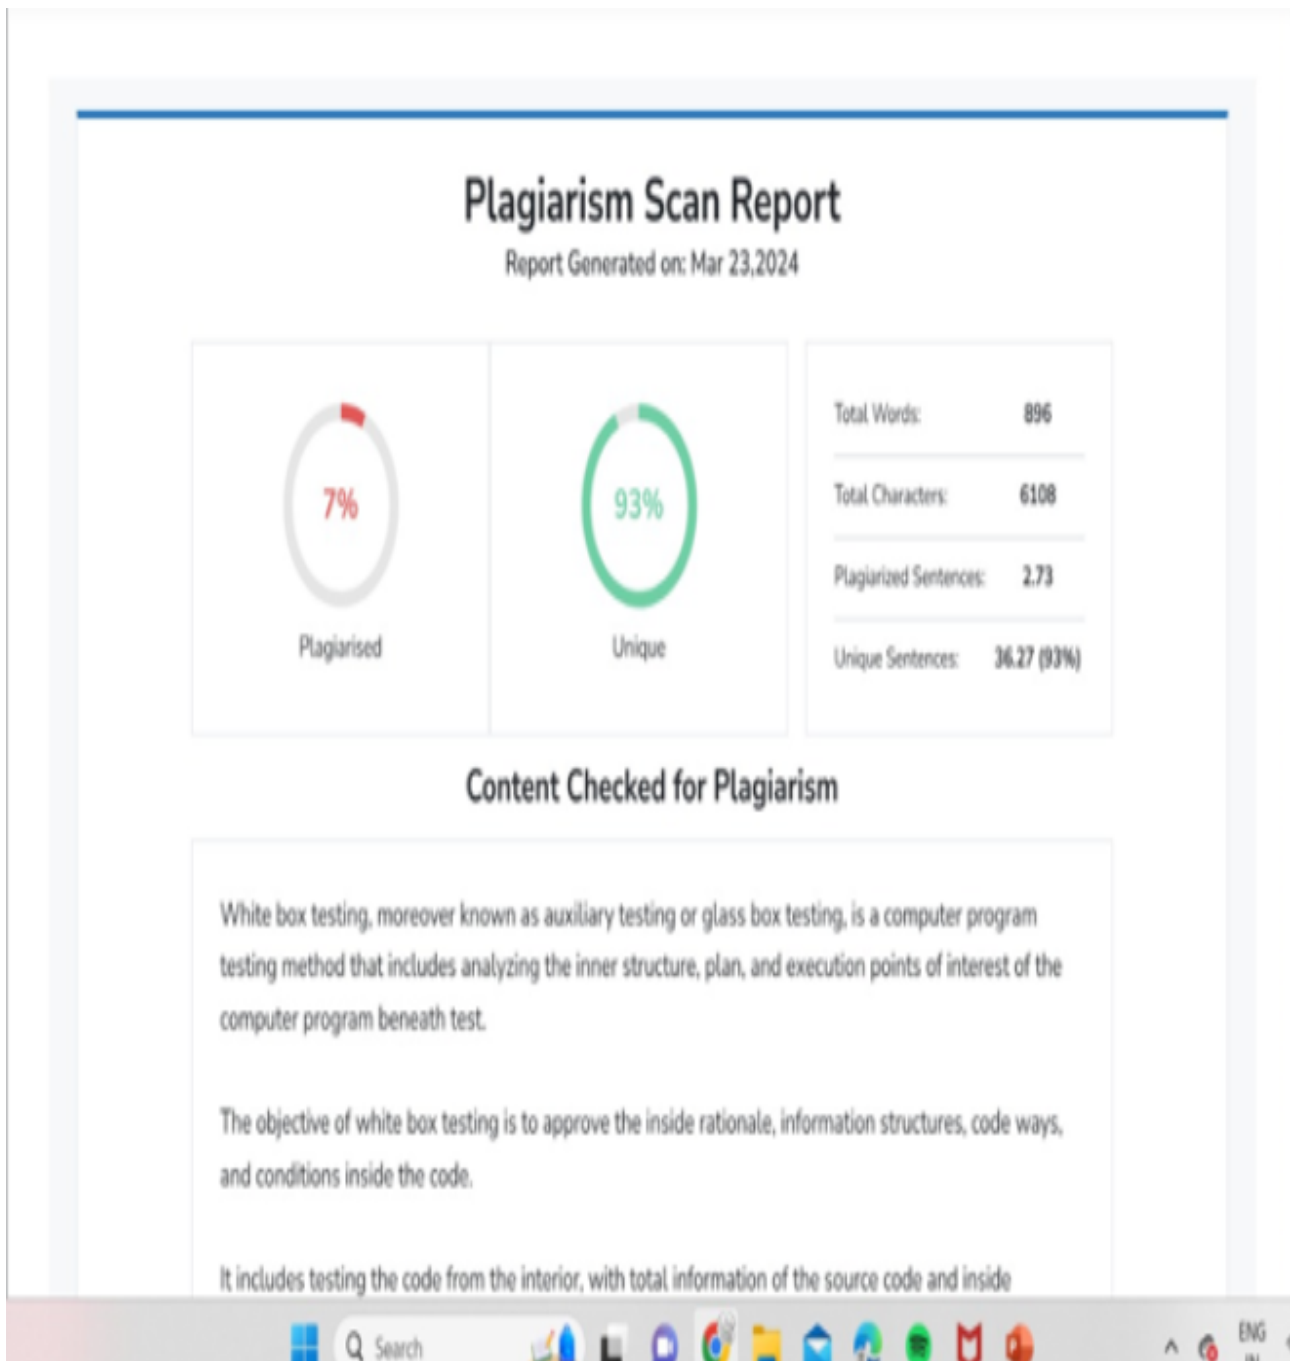 Plagiarism Scan Report
Report Generated on: Mar 23,2024
7%
Plagiarised
93%
Unique
Total Words: 896
Total Characters: 6108
Plagiarized Sentences: 2.73
Unique Sentences: 36.27 (93%)
Content Checked for Plagiarism
White box testing, moreover known as auxiliary testing or glass box testing, is a computer program
testing method that includes analyzing the inner structure, plan, and execution points of interest of the
computer program beneath test.
The objective of white box testing is to approve the inside rationale, information structures, code ways,
and conditions inside the code.
It includes testing the code from the interior, with total information of the source code and inside
Search
ENG
IN